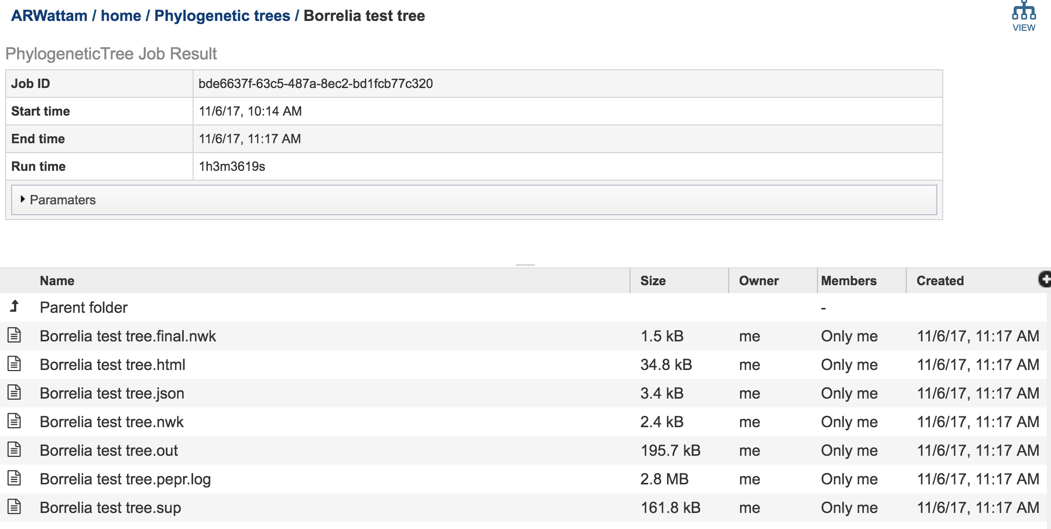 ARWattam / home / Phylogenetic trees / Borrelia test tree
VIEW
PhylogeneticTree Job Result
Job ID bde6637f-63c5-487a-8ec2-bd1fcb77c320
Start time 11/6/17, 10:14 AM
End time 11/6/17, 11:17 AM
Run time 1h3m3619s
Paramaters
Name Size Owner Members Created
Parent folder -
Borrelia test tree.final.nwk 1.5 kB me Only me 11/6/17, 11:17 AM
Borrelia test tree.html 34.8 kB me Only me 11/6/17, 11:17 AM
Borrelia test tree.json 3.4 kB me Only me 11/6/17, 11:17 AM
Borrelia test tree.nwk 2.4 kB me Only me 11/6/17, 11:17 AM
Borrelia test tree.out 195.7 kB me Only me 11/6/17, 11:17 AM
Borrelia test tree.pepr.log 2.8 MB me Only me 11/6/17, 11:17 AM
Borrelia test tree.sup 161.8 kB me Only me 11/6/17, 11:17 AM